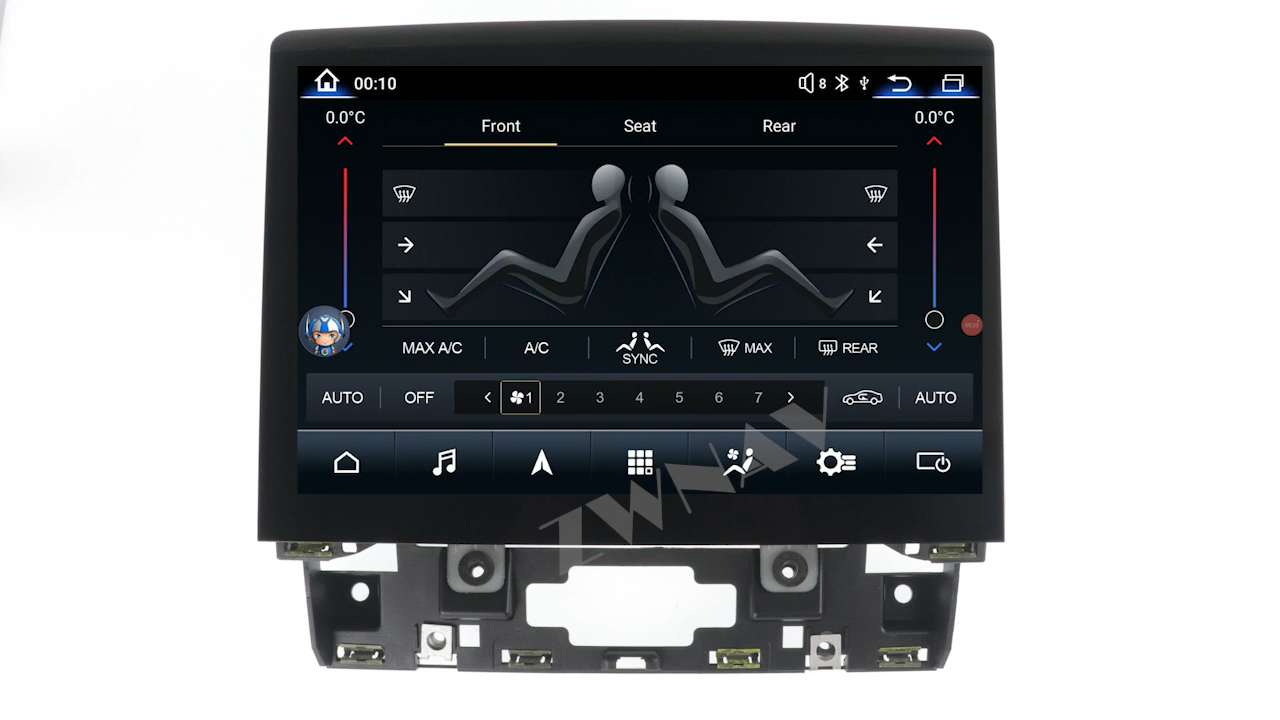 00:10
8
0.0°C
0.0°C
Front Seat Rear
MAX A/C A/C SYNC MAX REAR
AUTO OFF 1 2 3 4 5 6 7 AUTO
ZWNAV